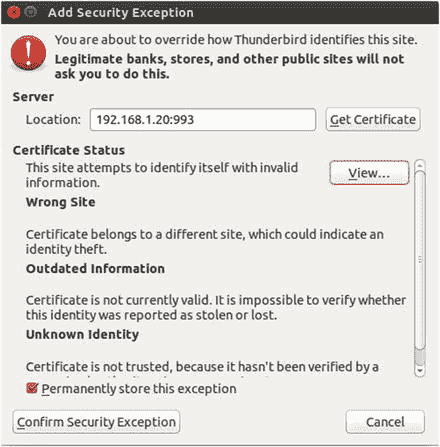 Add Security Exception
You are about to override how Thunderbird identifies this site.
Legitimate banks, stores, and other public sites will not
ask you to do this.
Server
Location: 192.168.1.20:993 Get Certificate
Certificate Status
This site attempts to identify itself with invalid
information.
View...
Wrong Site
Certificate belongs to a different site, which could indicate an
identity theft.
Outdated Information
Certificate is not currently valid. It is impossible to verify whether
this identity was reported as stolen or lost.
Unknown Identity
Certificate is not trusted, because it hasn't been verified by a
Permanently store this exception
Confirm Security Exception Cancel